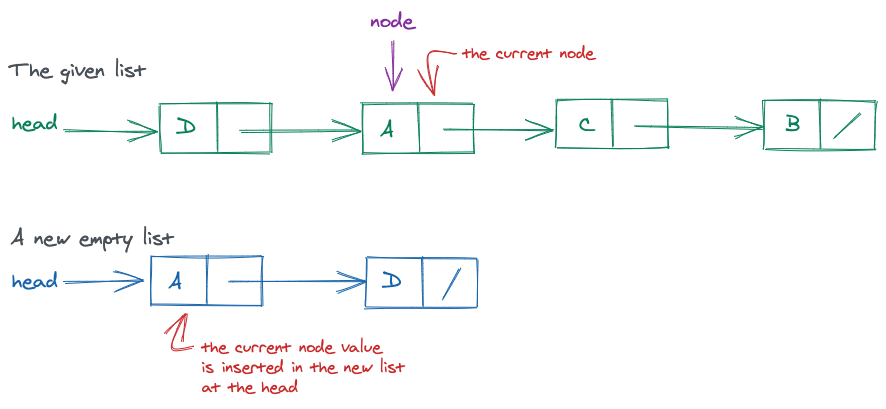 node
the current node
The given list
head
D
A
C
B
A new empty list
head
A
D
the current node value
is inserted in the new list
at the head